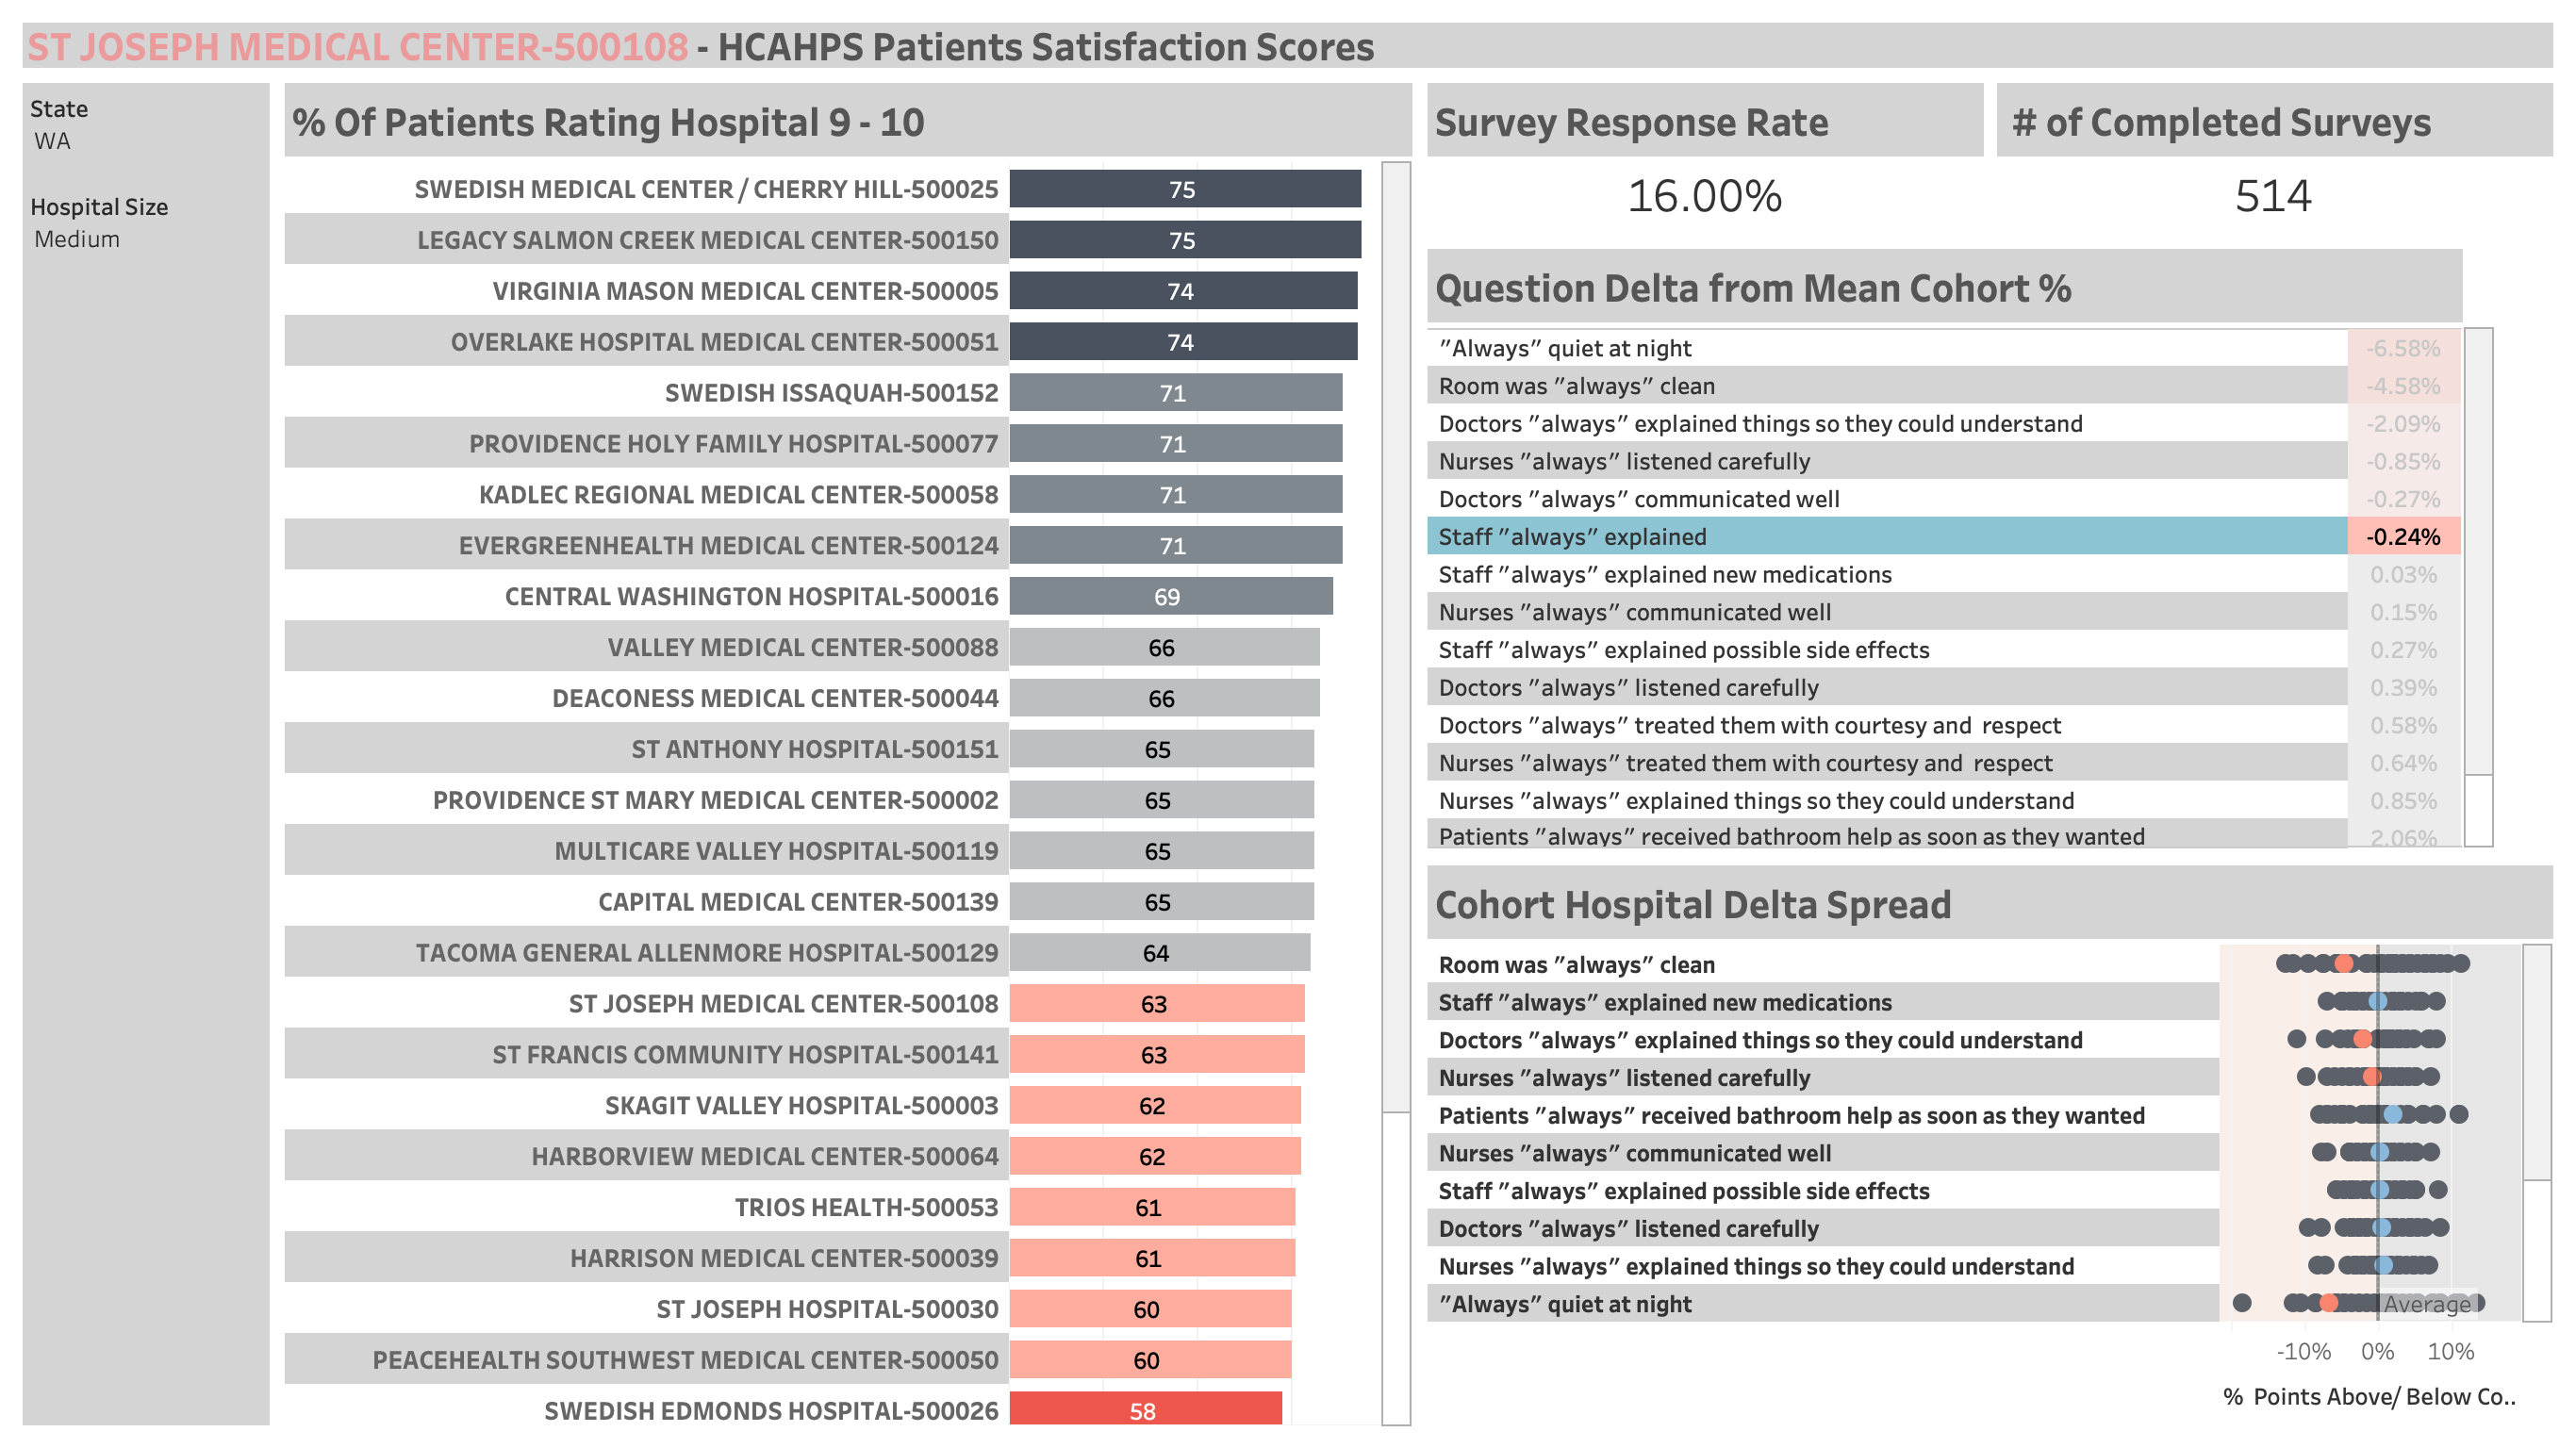 ST JOSEPH MEDICAL CENTER-500108 - HCAHPS Patients Satisfaction Scores
State
WA
Hospital Size
Medium
% Of Patients Rating Hospital 9 - 10
SWEDISH MEDICAL CENTER / CHERRY HILL-500025 75
LEGACY SALMON CREEK MEDICAL CENTER-500150 75
VIRGINIA MASON MEDICAL CENTER-500005 74
OVERLAKE HOSPITAL MEDICAL CENTER-500051 74
SWEDISH ISSAQUAH-500152 71
PROVIDENCE HOLY FAMILY HOSPITAL-500077 71
KADLEC REGIONAL MEDICAL CENTER-500058 71
EVERGREENHEALTH MEDICAL CENTER-500124 71
CENTRAL WASHINGTON HOSPITAL-500016 69
VALLEY MEDICAL CENTER-500088 66
DEACONESS MEDICAL CENTER-500044 66
ST ANTHONY HOSPITAL-500151 65
PROVIDENCE ST MARY MEDICAL CENTER-500002 65
MULTICARE VALLEY HOSPITAL-500119 65
CAPITAL MEDICAL CENTER-500139 65
TACOMA GENERAL ALLENMORE HOSPITAL-500129 64
ST JOSEPH MEDICAL CENTER-500108 63
ST FRANCIS COMMUNITY HOSPITAL-500141 63
SKAGIT VALLEY HOSPITAL-500003 62
HARBORVIEW MEDICAL CENTER-500064 62
TRIOS HEALTH-500053 61
HARRISON MEDICAL CENTER-500039 61
ST JOSEPH HOSPITAL-500030 60
PEACEHEALTH SOUTHWEST MEDICAL CENTER-500050 60
SWEDISH EDMONDS HOSPITAL-500026 58
Survey Response Rate
16.00%
# of Completed Surveys
514
Question Delta from Mean Cohort %
"Always" quiet at night -6.58%
Room was "always" clean -4.58%
Doctors "always" explained things so they could understand -2.09%
Nurses "always" listened carefully -0.85%
Doctors "always" communicated well -0.27%
Staff "always" explained -0.24%
Staff "always" explained new medications 0.03%
Nurses "always" communicated well 0.15%
Staff "always" explained possible side effects 0.27%
Doctors "always" listened carefully 0.39%
Doctors "always" treated them with courtesy and  respect 0.58%
Nurses "always" treated them with courtesy and  respect 0.64%
Nurses "always" explained things so they could understand 0.85%
Patients "always" received bathroom help as soon as they wanted 2.06%
Cohort Hospital Delta Spread
Room was "always" clean
Staff "always" explained new medications
Doctors "always" explained things so they could understand
Nurses "always" listened carefully
Patients "always" received bathroom help as soon as they wanted
Nurses "always" communicated well
Staff "always" explained possible side effects
Doctors "always" listened carefully
Nurses "always" explained things so they could understand
"Always" quiet at night
Average
-10% 0% 10%
% Points Above/ Below Co..